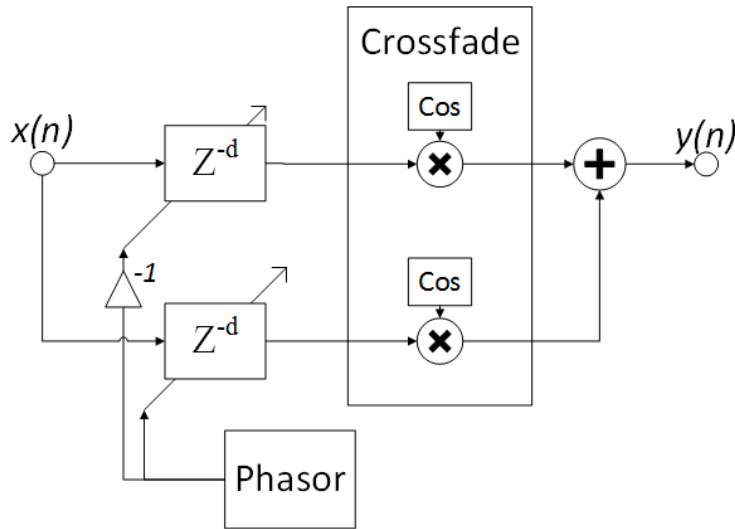 Crossfade
Cos
x(n)
Z-d
×
+
y(n)
-1
Cos
Z-d
×
Phasor